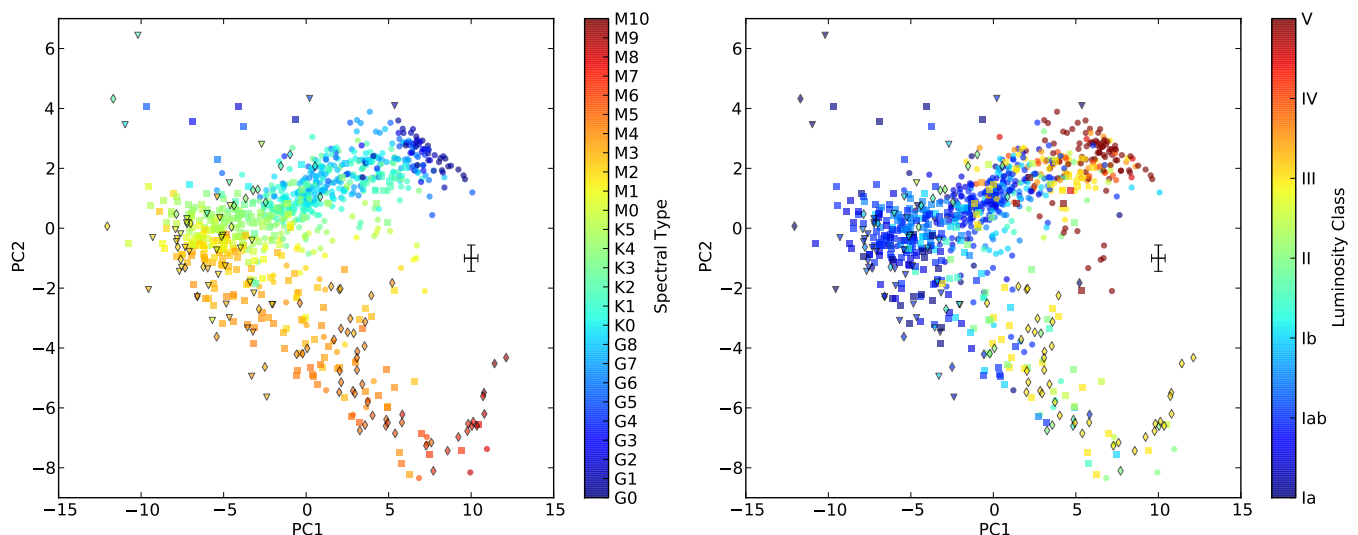 6
4
2
0
−2
−4
−6
−8
PC2
−15
−10
−5
0
5
10
15
PC1
M10
M9
M8
M7
M6
M5
M4
M3
M2
M1
M0
K5
K4
K3
K2
K1
K0
G8
G7
G6
G5
G4
G3
G2
G1
G0
Spectral Type
6
4
2
0
−2
−4
−6
−8
PC2
−15
−10
−5
0
5
10
15
PC1
V
IV
III
II
Ib
Iab
Ia
Luminosity Class